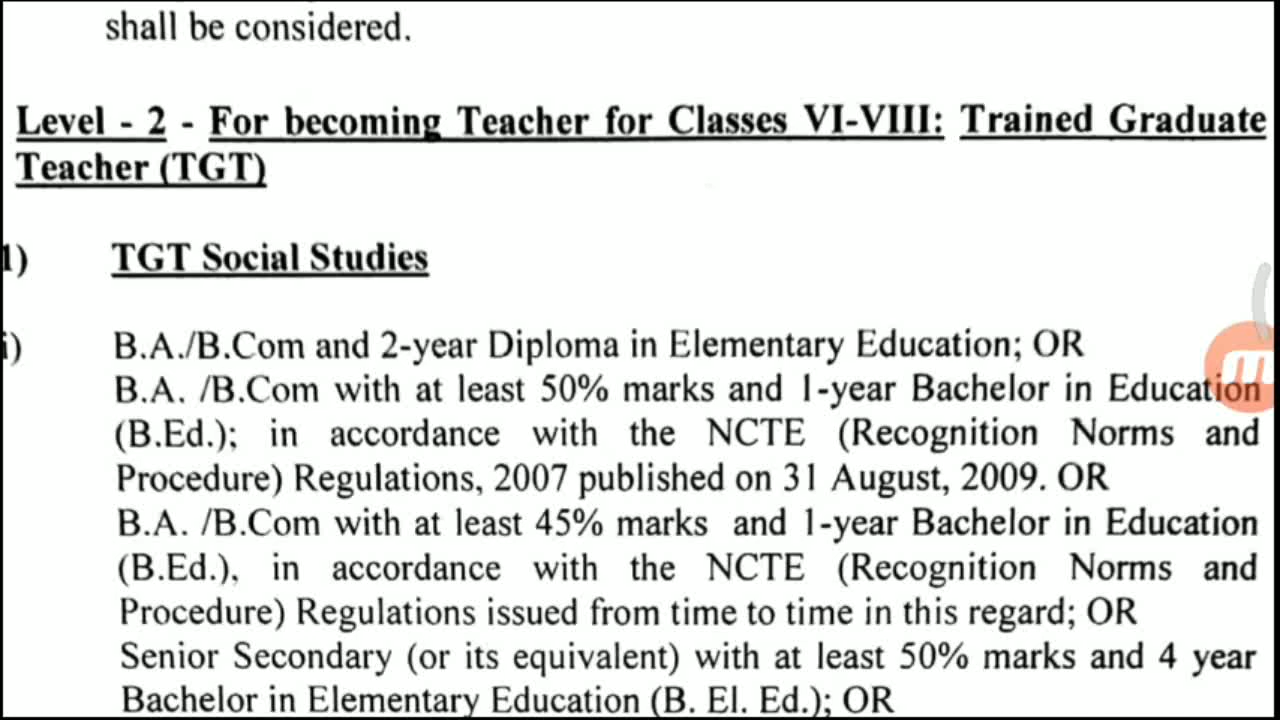 shall be considered.
Level - 2 - For becoming Teacher for Classes VI-VIII: Trained Graduate
Teacher (TGT)
1) TGT Social Studies
i) B.A./B.Com and 2-year Diploma in Elementary Education; OR
B.A. /B.Com with at least 50% marks and 1-year Bachelor in Education
(B.Ed.); in accordance with the NCTE (Recognition Norms and
Procedure) Regulations, 2007 published on 31 August, 2009. OR
B.A. /B.Com with at least 45% marks and 1-year Bachelor in Education
(B.Ed.), in accordance with the NCTE (Recognition Norms and
Procedure) Regulations issued from time to time in this regard; OR
Senior Secondary (or its equivalent) with at least 50% marks and 4 year
Bachelor in Elementary Education (B. El. Ed.); OR